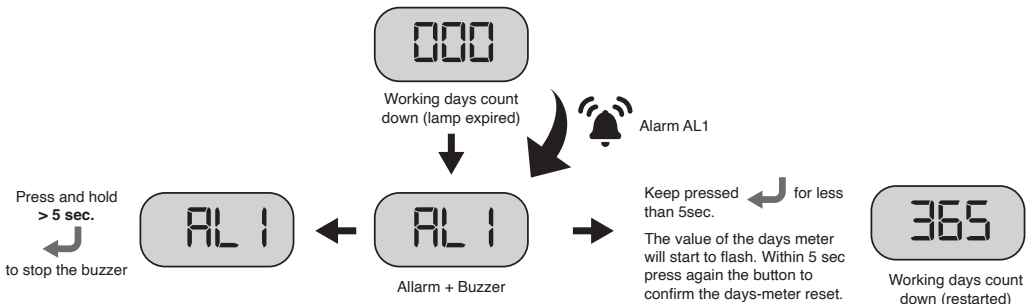 000
Working days count
down (lamp expired)
Alarm AL1
Press and hold
> 5 sec.
to stop the buzzer
AL1
AL1
Allarm + Buzzer
Keep pressed for less
than 5sec.
The value of the days meter
will start to flash. Within 5 sec
press again the button to
confirm the days-meter reset.
365
Working days count
down (restarted)